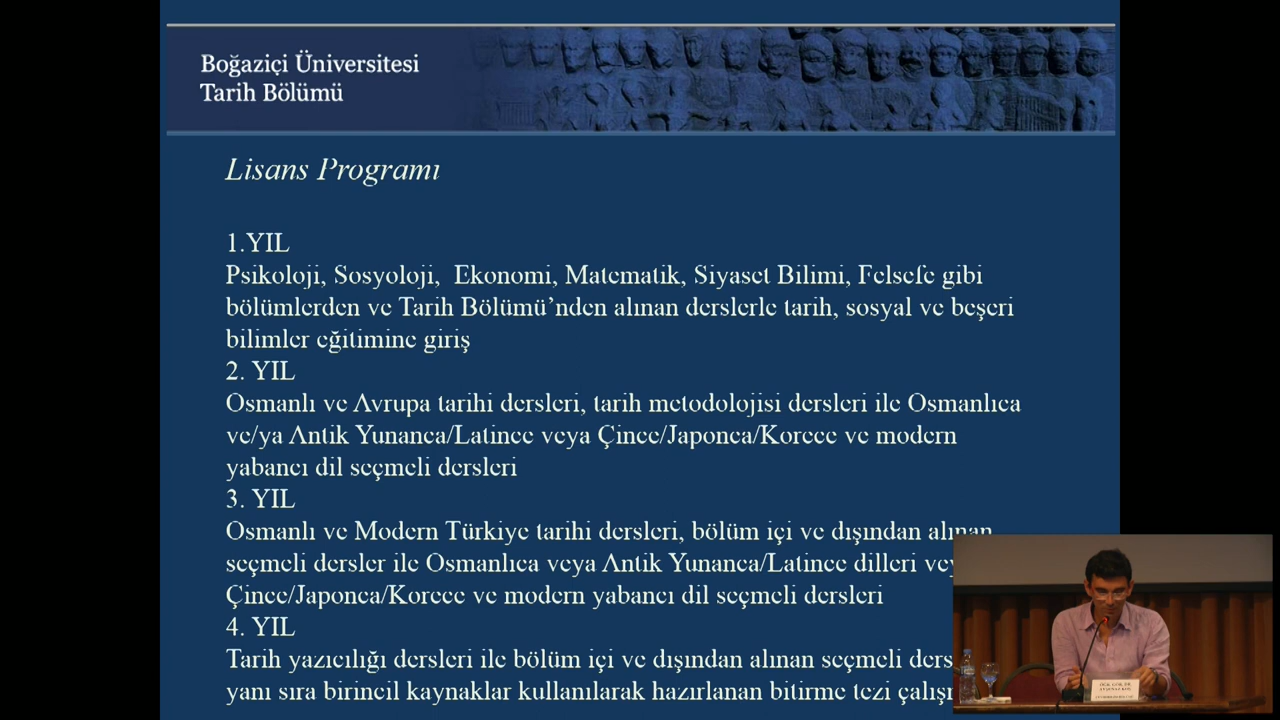 Boğaziçi Üniversitesi
Tarih Bölümü
Lisans Programı
1.YIL
Psikoloji, Sosyoloji, Ekonomi, Matematik, Siyaset Bilimi, Felsefe gibi
bölümlerden ve Tarih Bölümü’nden alınan derslerle tarih, sosyal ve beşeri
bilimler eğitimine giriş
2. YIL
Osmanlı ve Avrupa tarihi dersleri, tarih metodolojisi dersleri ile Osmanlıca
ve/ya Antik Yunanca/Latince veya Çince/Japonca/Korece ve modern
yabancı dil seçmeli dersleri
3. YIL
Osmanlı ve Modern Türkiye tarihi dersleri, bölüm içi ve dışından alınan
seçmeli dersler ile Osmanlıca veya Antik Yunanca/Latince dilleri
Çince/Japonca/Korece ve modern yabancı dil seçmeli dersleri
4. YIL
Tarih yazıcılığı dersleri ile bölüm içi ve dışından alınan seçmeli
yanı sıra birincil kaynaklar kullanılarak hazırlanan bitirme tezi